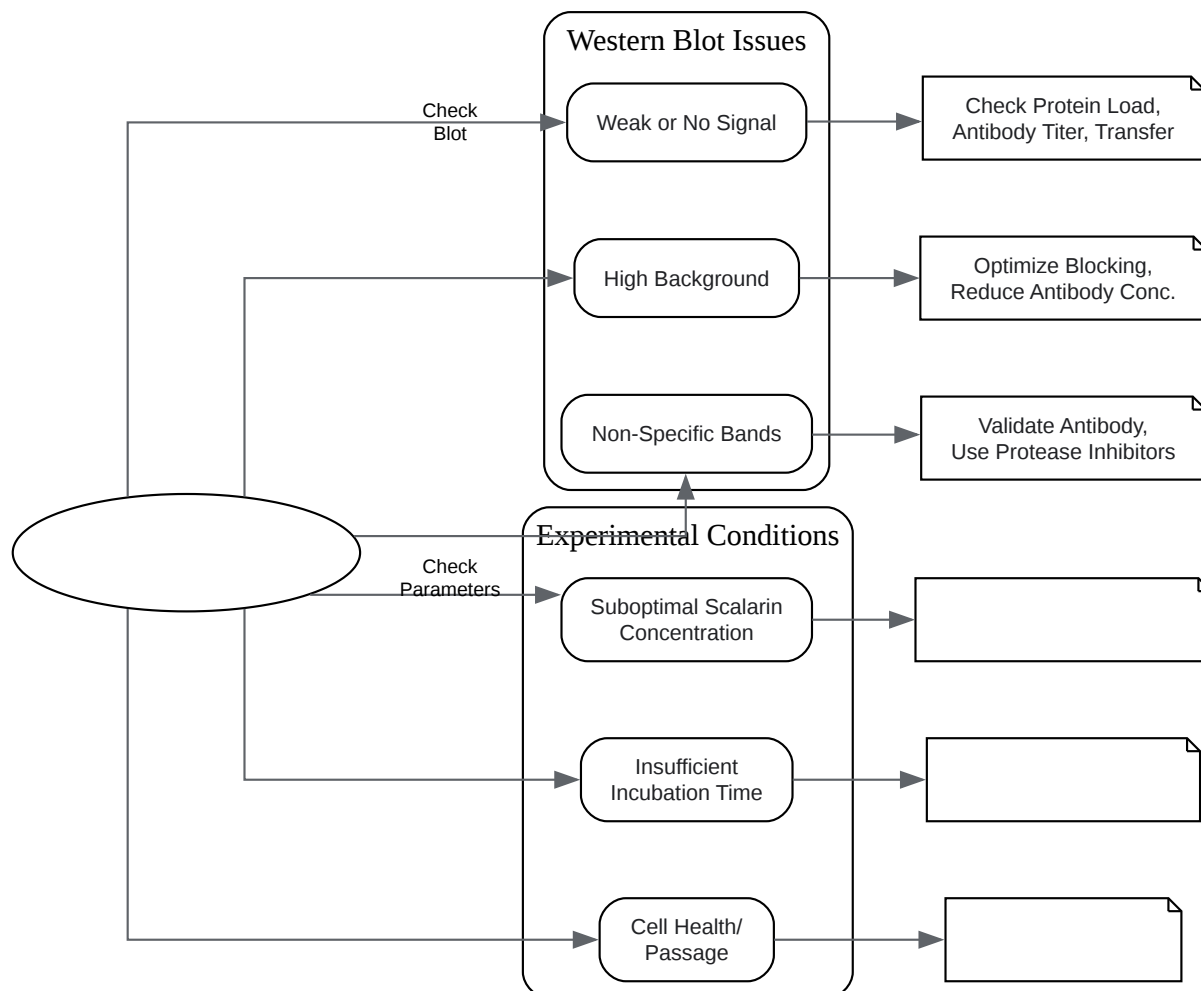 Western Blot Issues
Check
Blot
Weak or No Signal
Check Protein Load,
Antibody Titer, Transfer
High Background
Optimize Blocking,
Reduce Antibody Conc.
Non-Specific Bands
Validate Antibody,
Use Protease Inhibitors
Experimental Conditions
Check
Parameters
Suboptimal Scalarin
Concentration
Insufficient
Incubation Time
Cell Health/
Passage